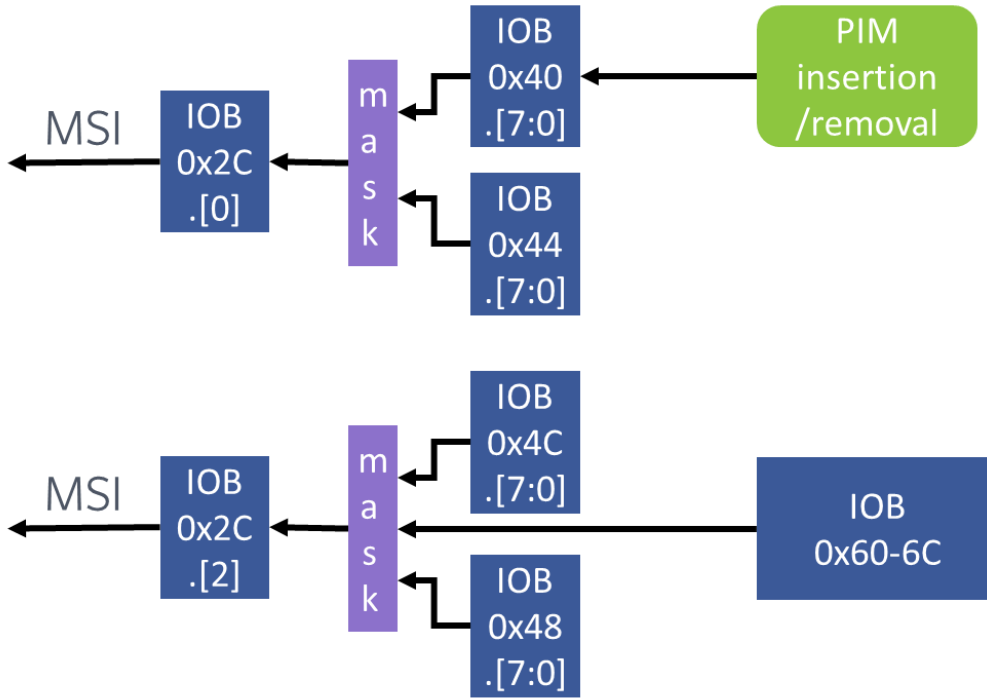 MSI
IOB
0x2C
.[0]
m
a
s
k
IOB
0x40
.[7:0]
PIM
insertion
/removal
IOB
0x44
.[7:0]
MSI
IOB
0x2C
.[2]
m
a
s
k
IOB
0x4C
.[7:0]
IOB
0x60-6C
IOB
0x48
.[7:0]